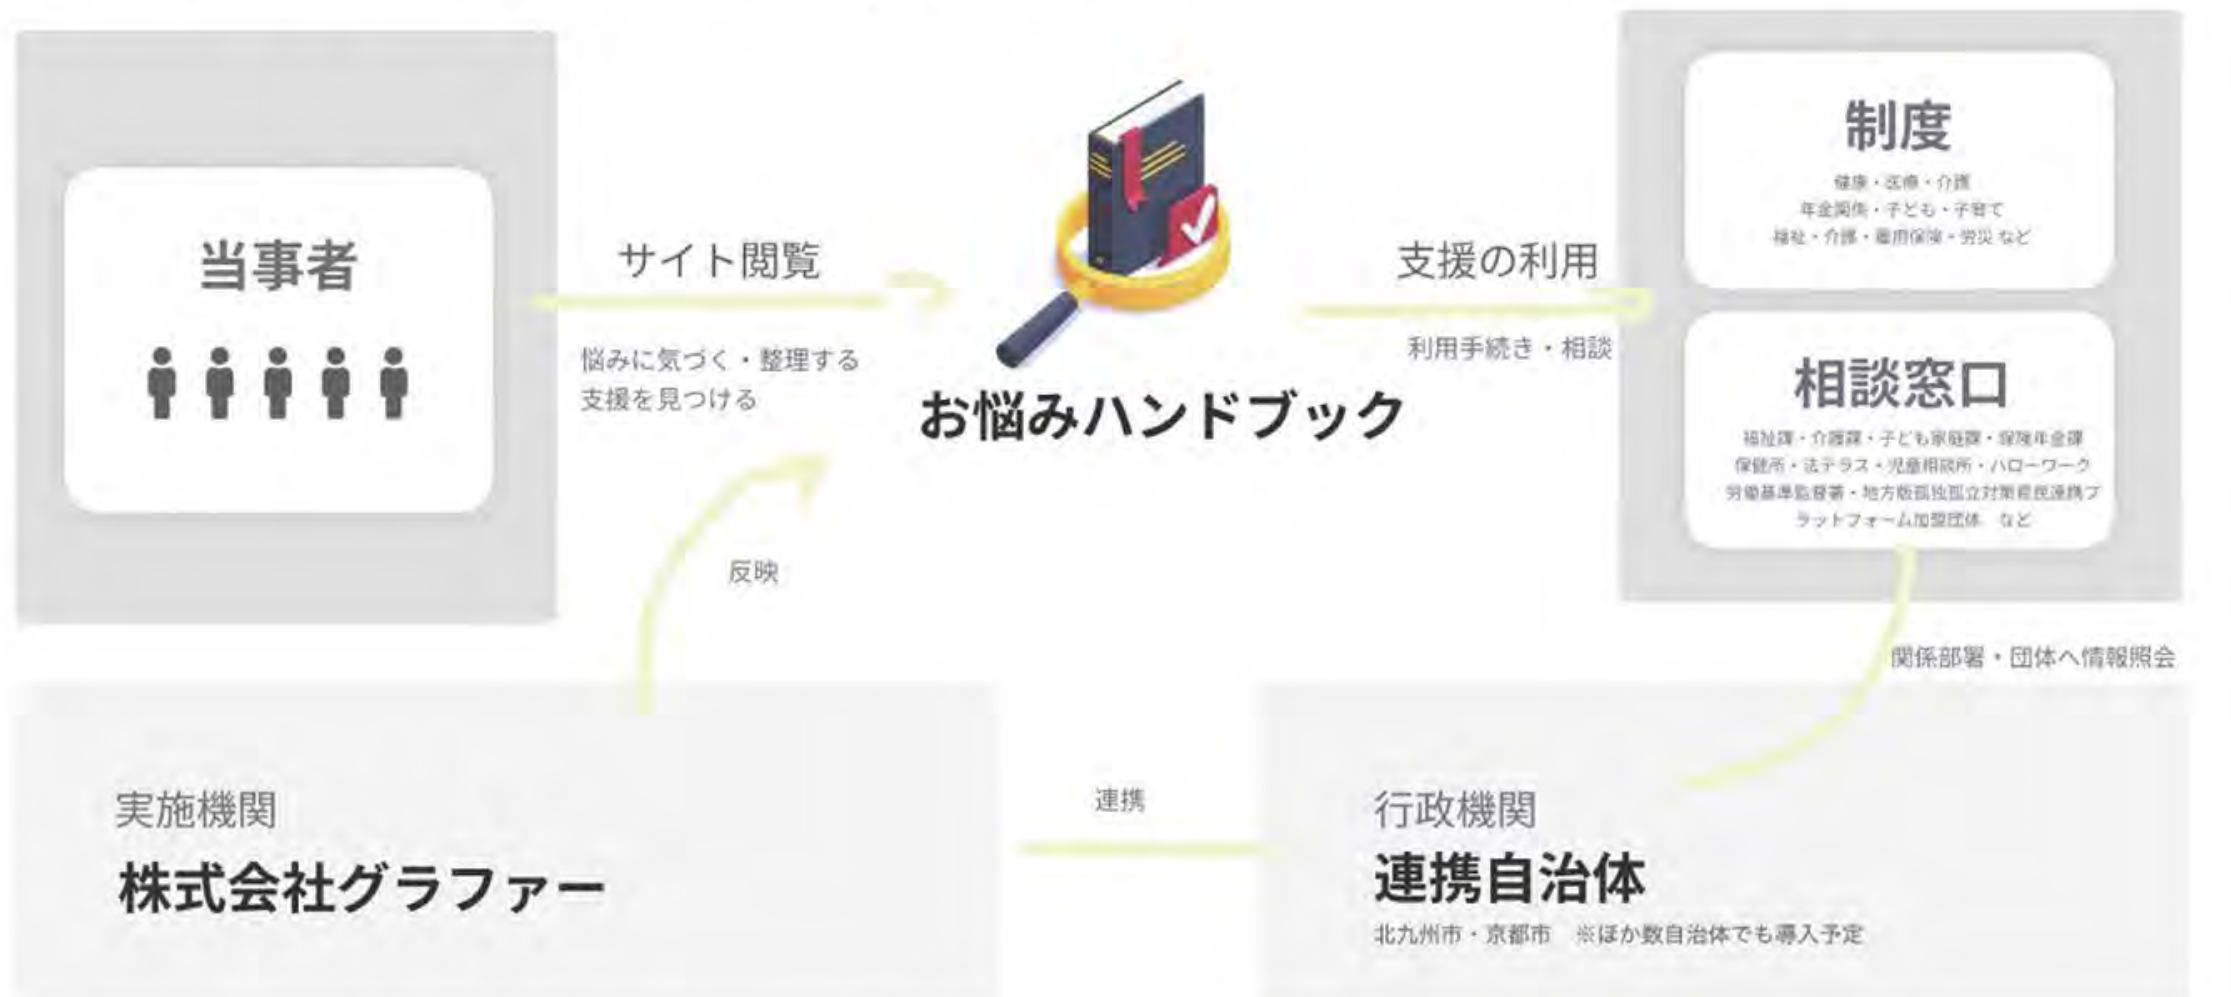 当事者
サイト閲覧
悩みに気づく・整理する
支援を見つける
お悩みハンドブック
支援の利用
利用手続き・相談
制度
健康・医療・介護
年金関係・子ども・子育て
福祉・介護・雇用保険・労災 など
相談窓口
福祉課・介護課・子ども家庭課・保険年金課
保健所・法テラス・児童相談所・ハローワーク
労働基準監督署・地方版孤独孤立対策官民連携プ
ラットフォーム加盟団体 など
反映
関係部署・団体へ情報照会
実施機関
株式会社グラファー
連携
行政機関
連携自治体
北九州市・京都市 ※ほか数自治体でも導入予定